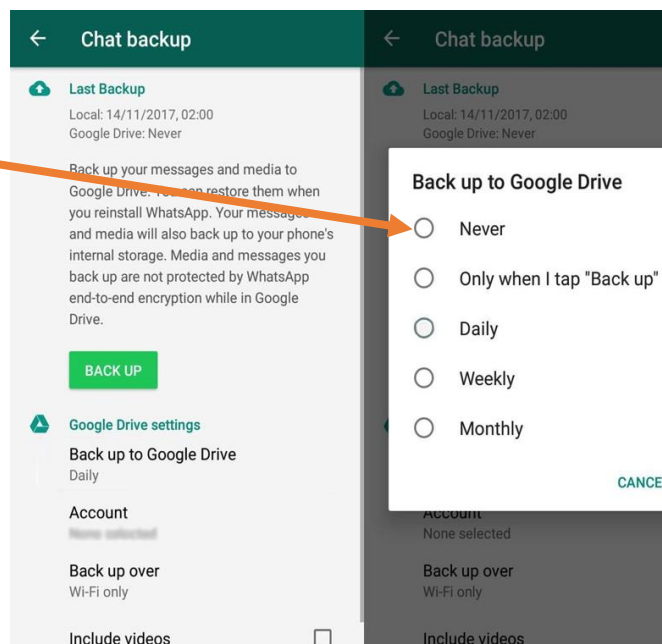 Chat backup
Last Backup
Local: 14/11/2017, 02:00
Google Drive: Never
Back up your messages and media to
Google Drive. You can restore them when
you reinstall WhatsApp. Your messages
and media will also back up to your phone's
internal storage. Media and messages you
back up are not protected by WhatsApp
end-to-end encryption while in Google
Drive.
BACK UP
Google Drive settings
Back up to Google Drive
Daily
Account
None selected
Back up over
Wi-Fi only
Include videos
Chat backup
Last Backup
Local: 14/11/2017, 02:00
Google Drive: Never
Back up to Google Drive
Never
Only when I tap "Back up"
Daily
Weekly
Monthly
CANCE
Account
None selected
Back up over
Wi-Fi only
Include videos